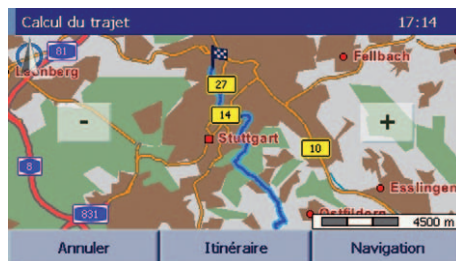 Calcul du trajet 17:14
81
Leonberg
Fellbach
27
14
- +
Stuttgart
10
8
Esslingen
831
Ostfildern
4500 m
Annuler Itinéraire Navigation